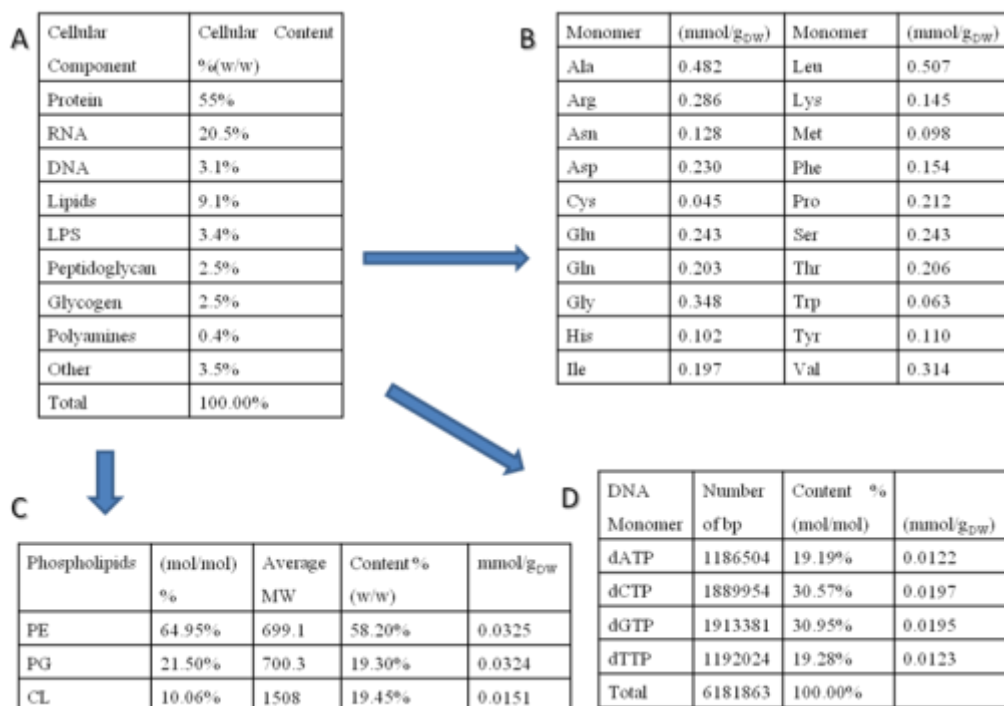 A
Cellular Component Cellular Content %(w/w)
Protein 55%
RNA 20.5%
DNA 3.1%
Lipids 9.1%
LPS 3.4%
Peptidoglycan 2.5%
Glycogen 2.5%
Polyamines 0.4%
Other 3.5%
Total 100.00%
B
Monomer (mmol/gDW) Monomer (mmol/gDW)
Ala 0.482 Leu 0.507
Arg 0.286 Lys 0.145
Asn 0.128 Met 0.098
Asp 0.230 Phe 0.154
Cys 0.045 Pro 0.212
Glu 0.243 Ser 0.243
Gln 0.203 Thr 0.206
Gly 0.348 Trp 0.063
His 0.102 Tyr 0.110
Ile 0.197 Val 0.314
C
Phospholipids (mol/mol) % Average MW Content % (w/w) mmol/gDW
PE 64.95% 699.1 58.20% 0.0325
PG 21.50% 700.3 19.30% 0.0324
CL 10.06% 1508 19.45% 0.0151
D
DNA Monomer Number of bp Content % (mol/mol) (mmol/gDW)
dATP 1186504 19.19% 0.0122
dCTP 1889954 30.57% 0.0197
dGTP 1913381 30.95% 0.0195
dTTP 1192024 19.28% 0.0123
Total 6181863 100.00%